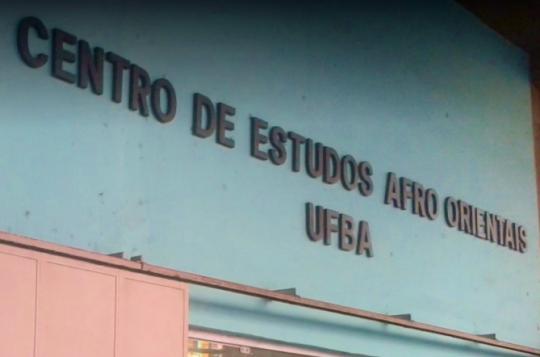 CENTRO DE ESTUDOS AFRO ORIENTAIS
UFBA